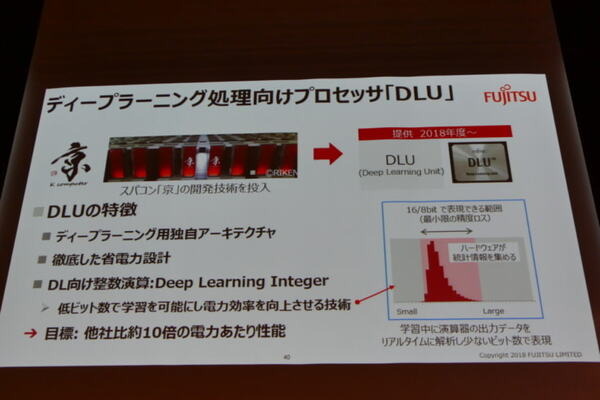 ディープラーニング処理向けプロセッサ「DLU」
FUJITSU
京
K computer
©RIKEN
スパコン「京」の開発技術を投入
提供 2018年度～
DLU
(Deep Learning Unit)
DLUの特徴
ディープラーニング用独自アーキテクチャ
徹底した省電力設計
DL向け整数演算:Deep Learning Integer
低ビット数で学習を可能にし電力効率を向上させる技術
目標: 他社比約10倍の電力あたり性能
16/8bit で表現できる範囲
(最小限の精度ロス)
ハードウェアが
統計情報を集める
Small
Large
学習中に演算器の出力データを
リアルタイムに解析し少ないビット数で表現
40
Copyright 2018 FUJITSU LIMITED